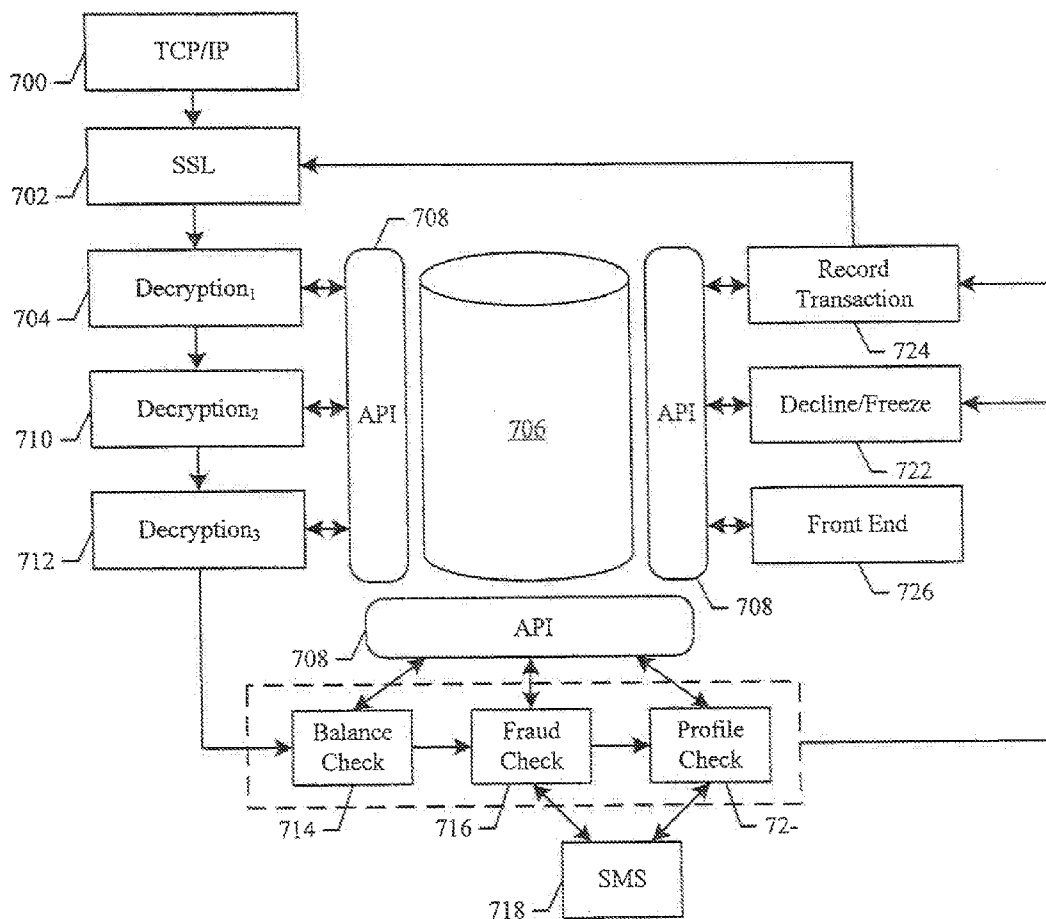 TCP/IP
700
SSL
702
708
Decryption₁
704
Record
Transaction
724
Decryption₂
710
API
706
API
Decline/Freeze
722
Decryption₃
712
Front End
726
708
API
708
Balance
Check
Fraud
Check
Profile
Check
714
716
72-
SMS
718